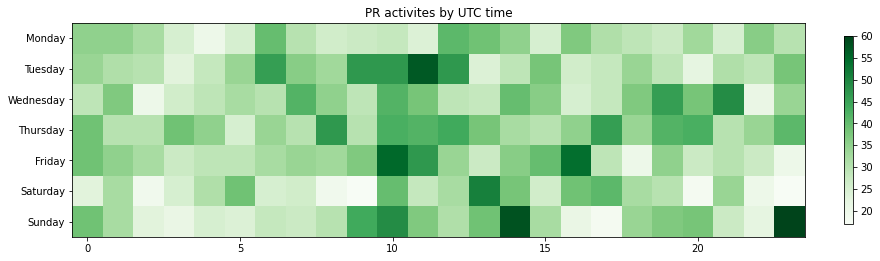 PR activites by UTC time
Monday
Tuesday
Wednesday
Thursday
Friday
Saturday
Sunday
0 5 10 15 20
60
55
50
45
40
35
30
25
20